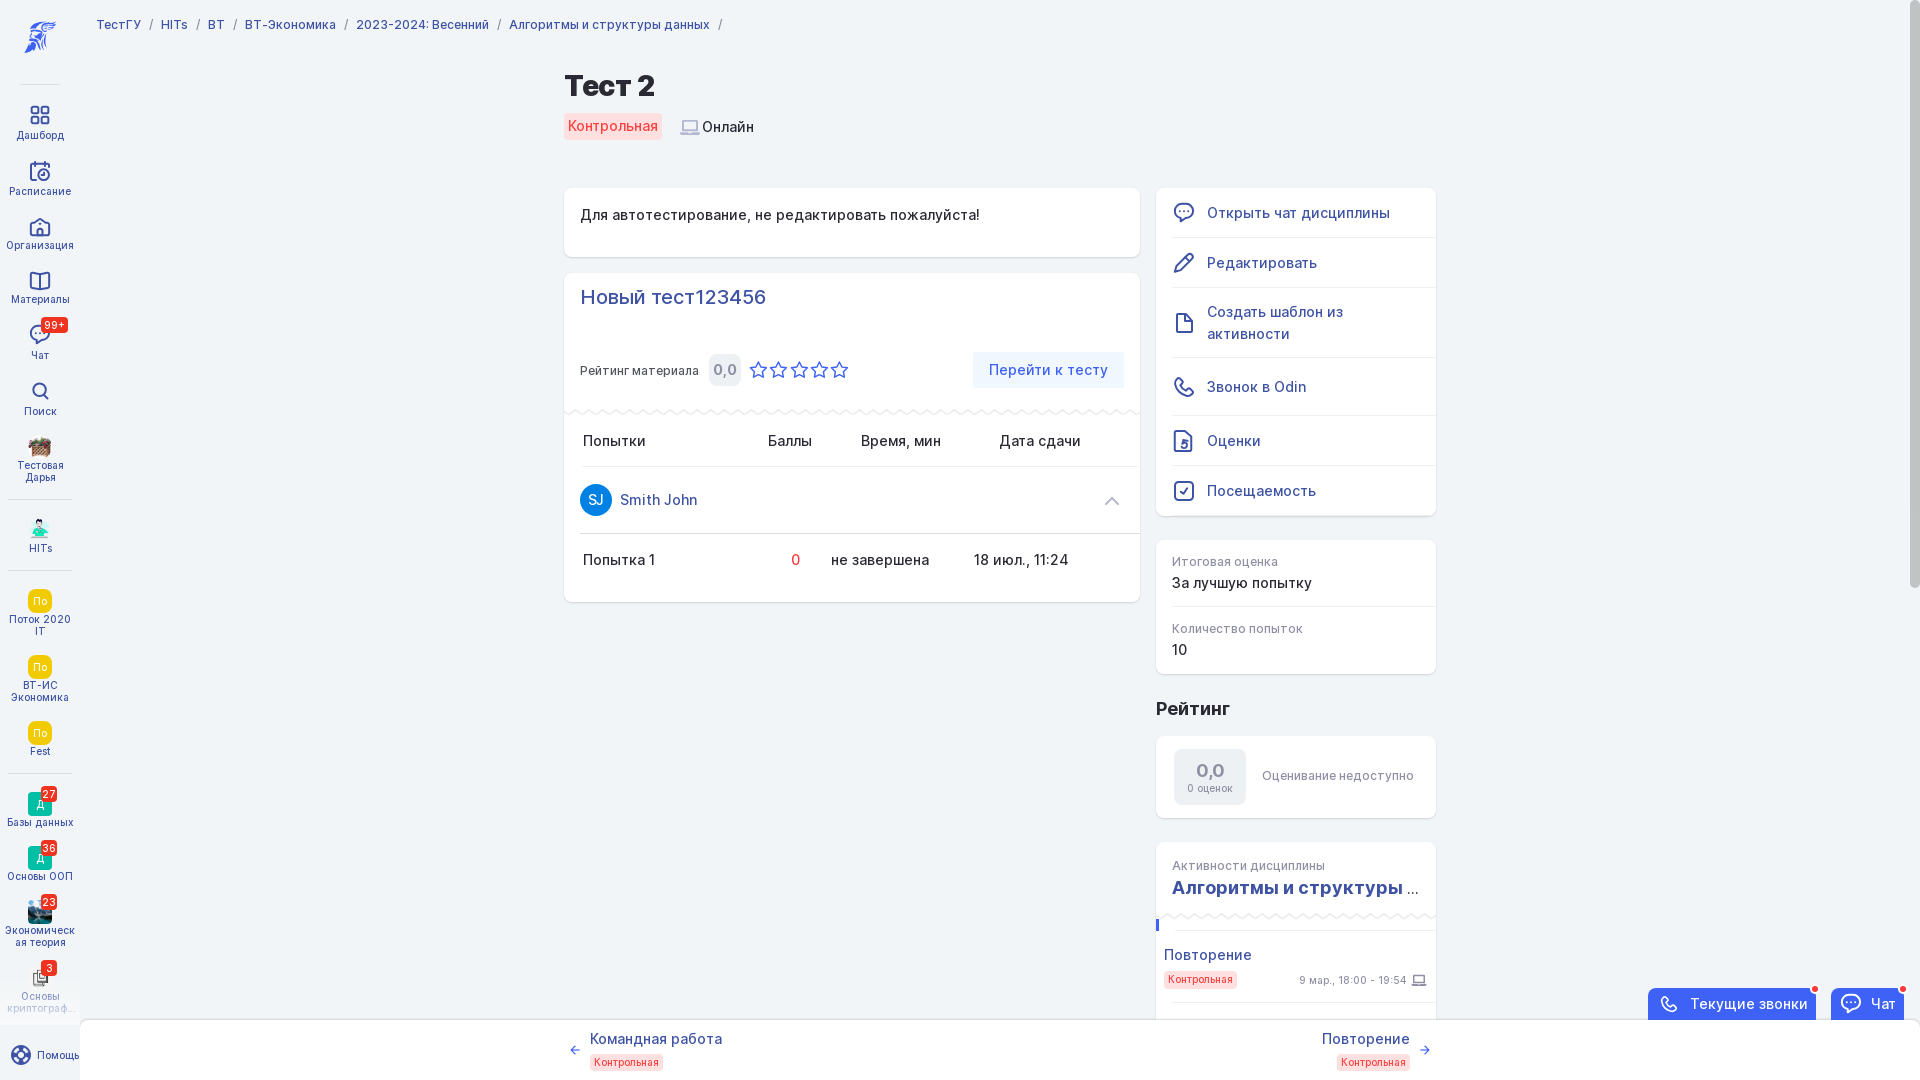 ТестГУ / HITs / ВТ / ВТ-Экономика / 2023-2024: Весенний / Алгоритмы и структуры данных /
Дашборд
Расписание
Организация
Материалы
99+
Чат
Поиск
Тестовая
Дарья
HITs
По
Поток 2020
IT
По
ВТ-ИС
Экономика
По
Fest
27
Д
Базы данных
36
Д
Основы ООП
23
Экономическ
ая теория
3
Основы
криптограф...
Помощь
Тест 2
Контрольная
Онлайн
Для автотестирование, не редактировать пожалуйста!
Новый тест123456
Рейтинг материала 0,0
Перейти к тесту
Попытки Баллы Время, мин Дата сдачи
SJ Smith John
Попытка 1 0 не завершена 18 июл., 11:24
Открыть чат дисциплины
Редактировать
Создать шаблон из
активности
Звонок в Odin
5 Оценки
Посещаемость
Итоговая оценка
За лучшую попытку
Количество попыток
10
Рейтинг
0,0
0 оценок
Оценивание недоступно
Активности дисциплины
Алгоритмы и структуры ...
Повторение
Контрольная 9 мар., 18:00 - 19:54
Текущие звонки
Чат
Командная работа
Контрольная
Повторение
Контрольная